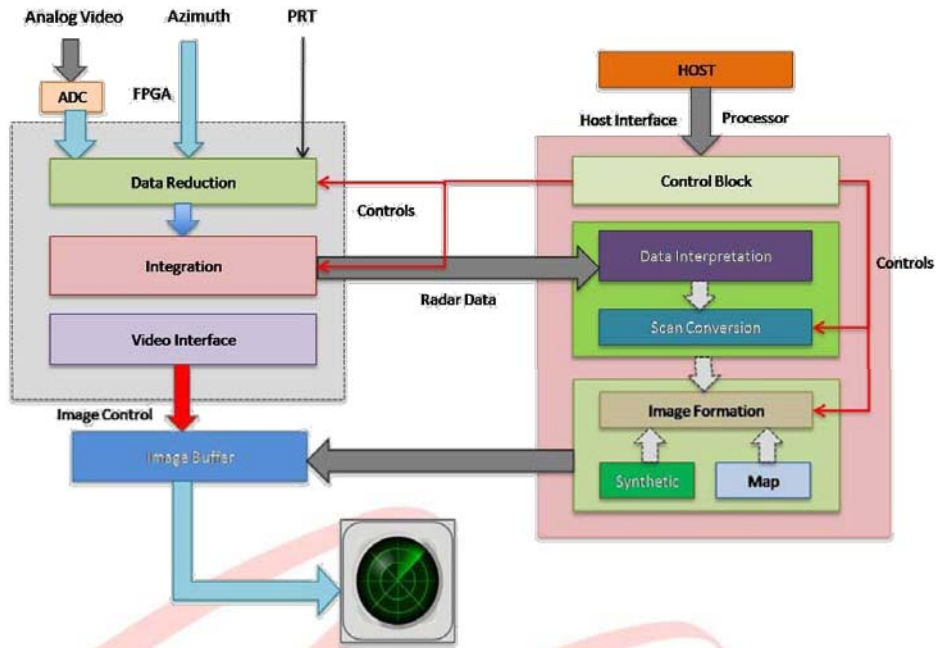 Analog Video
Azimuth
PRT
ADC
FPGA
HOST
Host Interface
Processor
Data Reduction
Control Block
Controls
Integration
Data Interpretation
Controls
Radar Data
Video Interface
Scan Conversion
Image Control
Image Formation
Image Buffer
Synthetic
Map